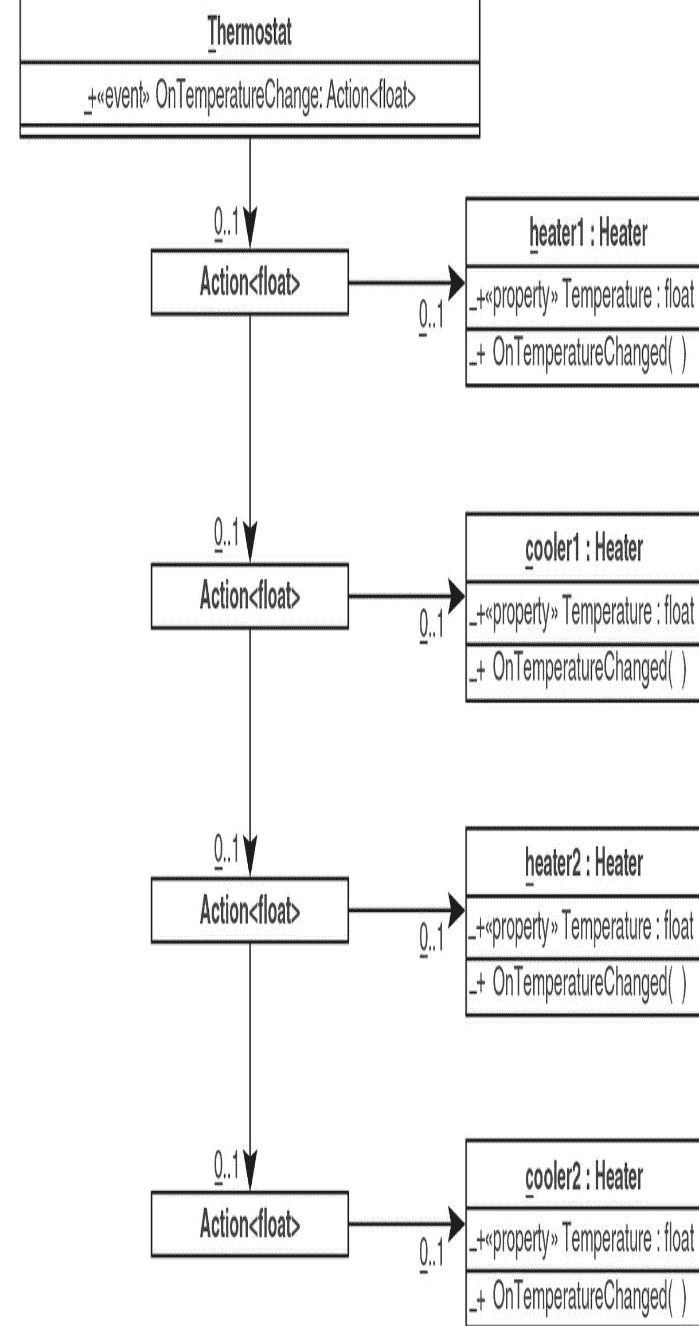 Thermostat
+«event» OnTemperatureChange: Action<float>
0..1
Action<float>
0..1
heater1 : Heater
+«property» Temperature : float
+ OnTemperatureChanged( )
0..1
Action<float>
0..1
cooler1 : Heater
+«property» Temperature : float
+ OnTemperatureChanged( )
0..1
Action<float>
0..1
heater2 : Heater
+«property» Temperature : float
+ OnTemperatureChanged( )
0..1
Action<float>
0..1
cooler2 : Heater
+«property» Temperature : float
+ OnTemperatureChanged( )